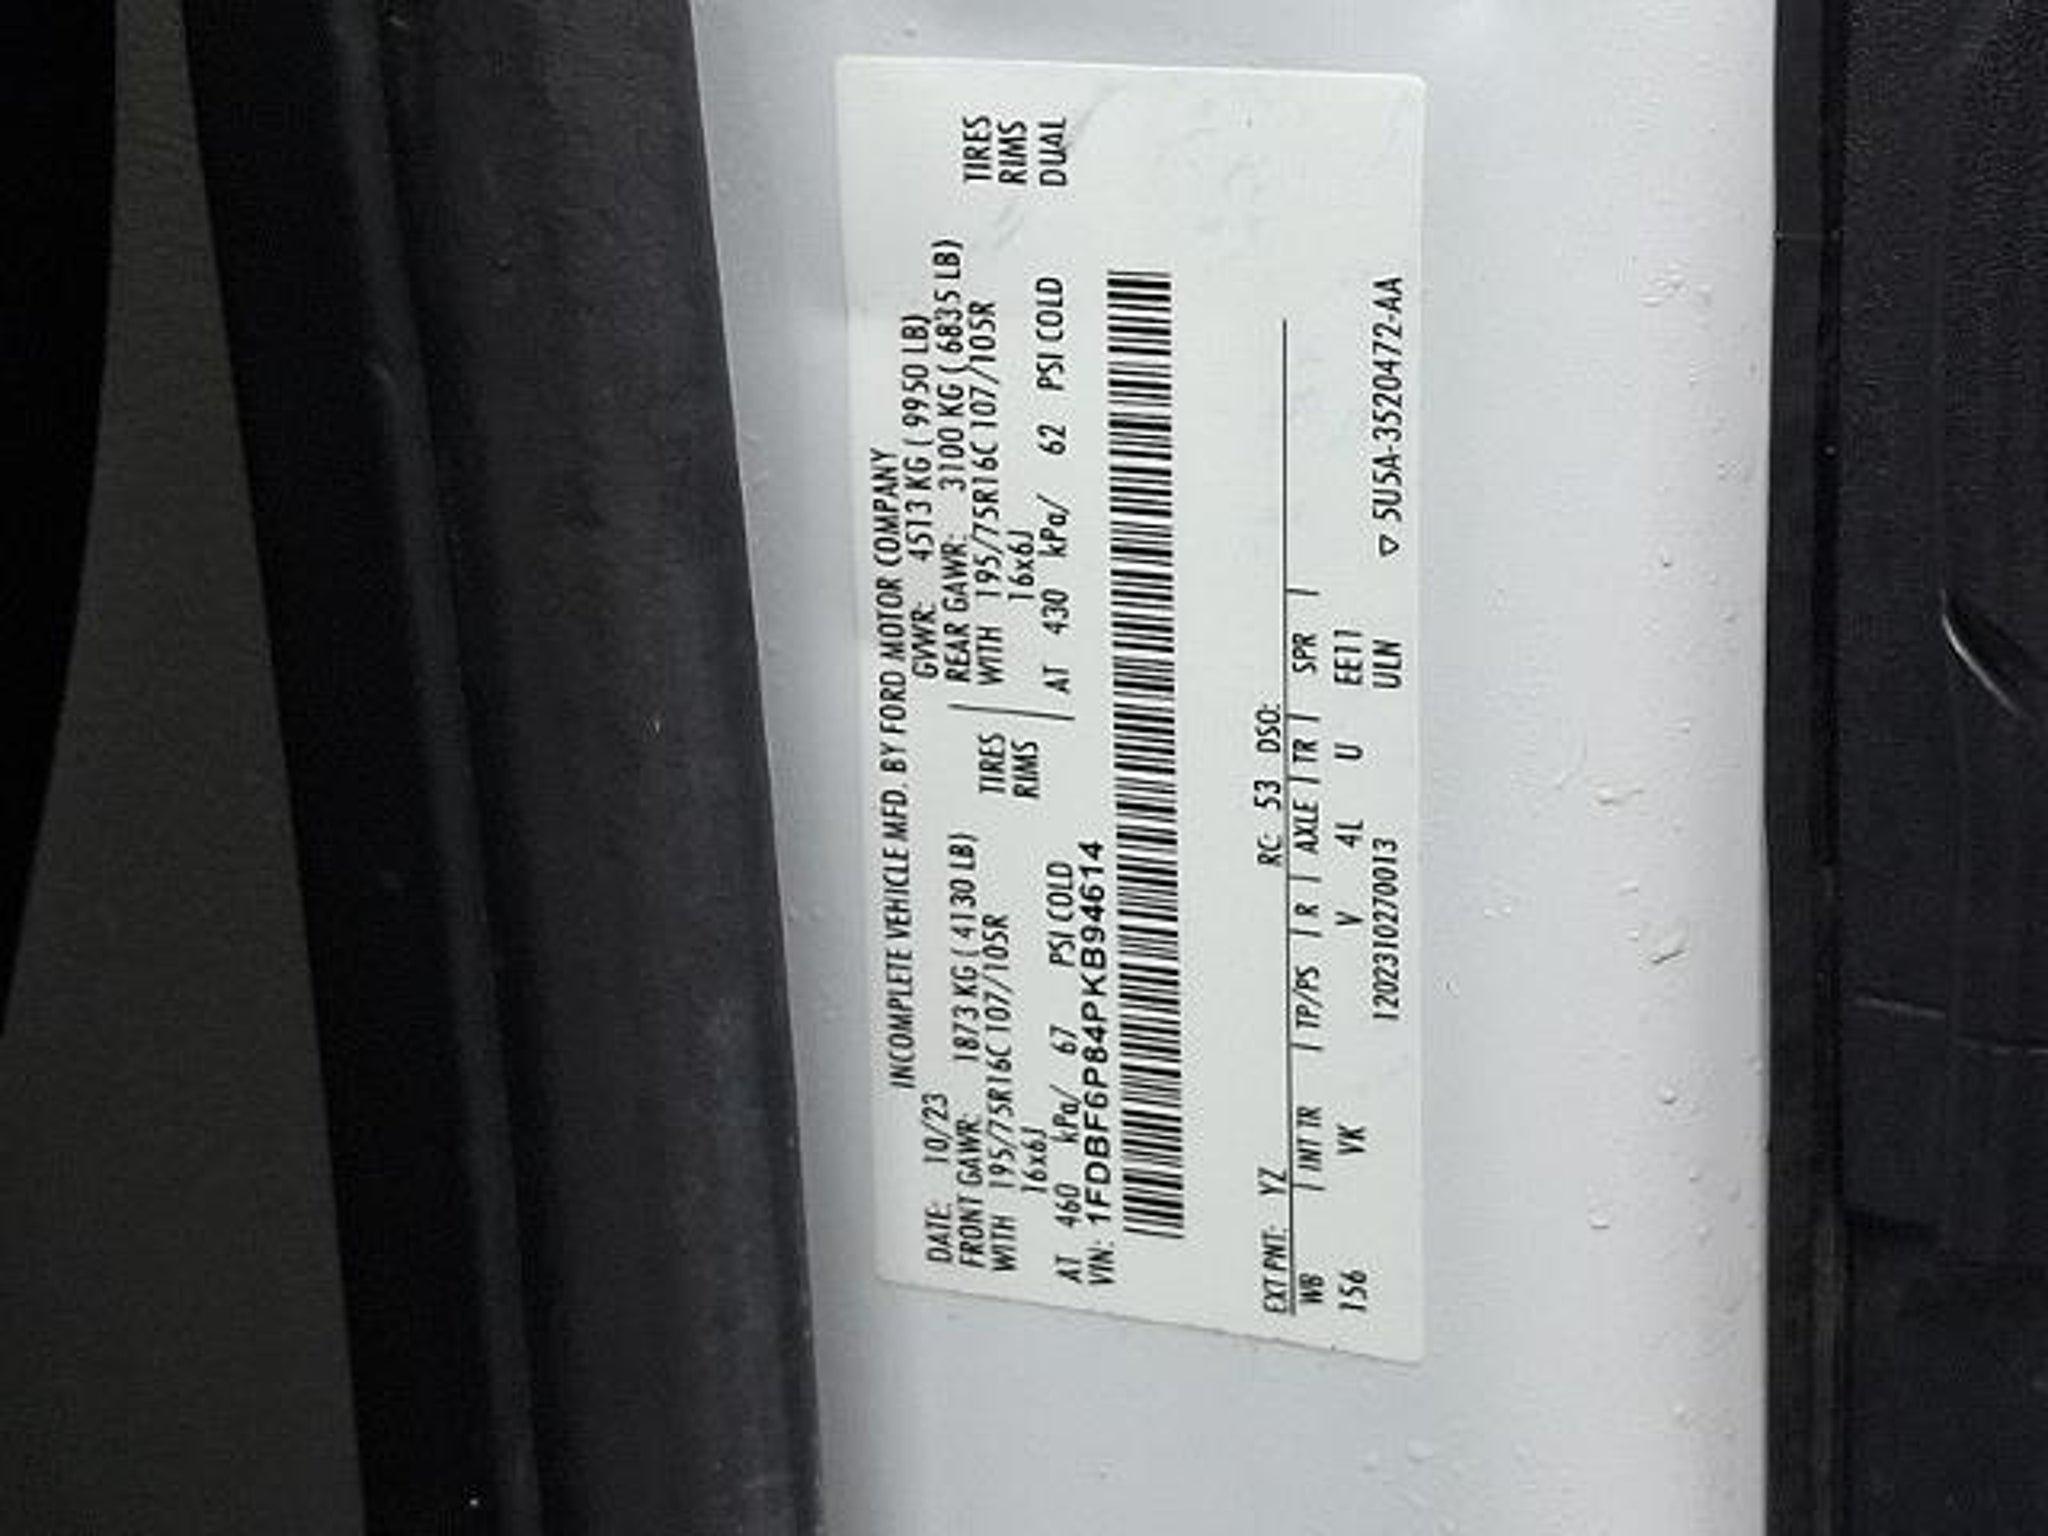 INCOMPLETE VEHICLE MFD. BY FORD MOTOR COMPANY
DATE: 10/23 GVWR: 4513 KG ( 9950 LB)
FRONT GAWR: 1873 KG ( 4130 LB) REAR GAWR: 3100 KG ( 6835 LB)
WITH 195/75R16C 107/105R TIRES WITH 195/75R16C 107/105R TIRES
16x6J RIMS 16x6J RIMS
AT 460 kPa/ 67 PSI COLD AT 430 kPa/ 62 PSI COLD DUAL
VIN: 1FDBF6P84PKB94614
EXT PNT: YZ RC: 53 DSO:
WB | INT TR | TP/PS | R | AXLE | TR | SPR |
156 VK V 4L U EE11
1202310270013 ULN ▽ 5U5A-3520472-AA